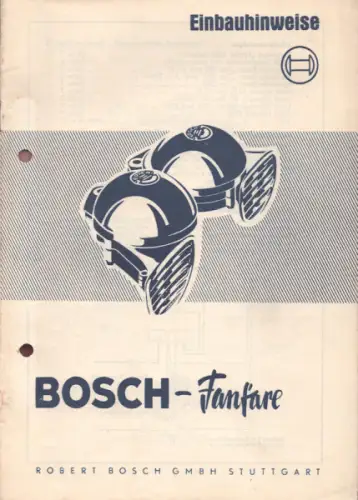 Einbauhinweise
BOSCH - Fanfare
ROBERT BOSCH GMBH STUTTGART